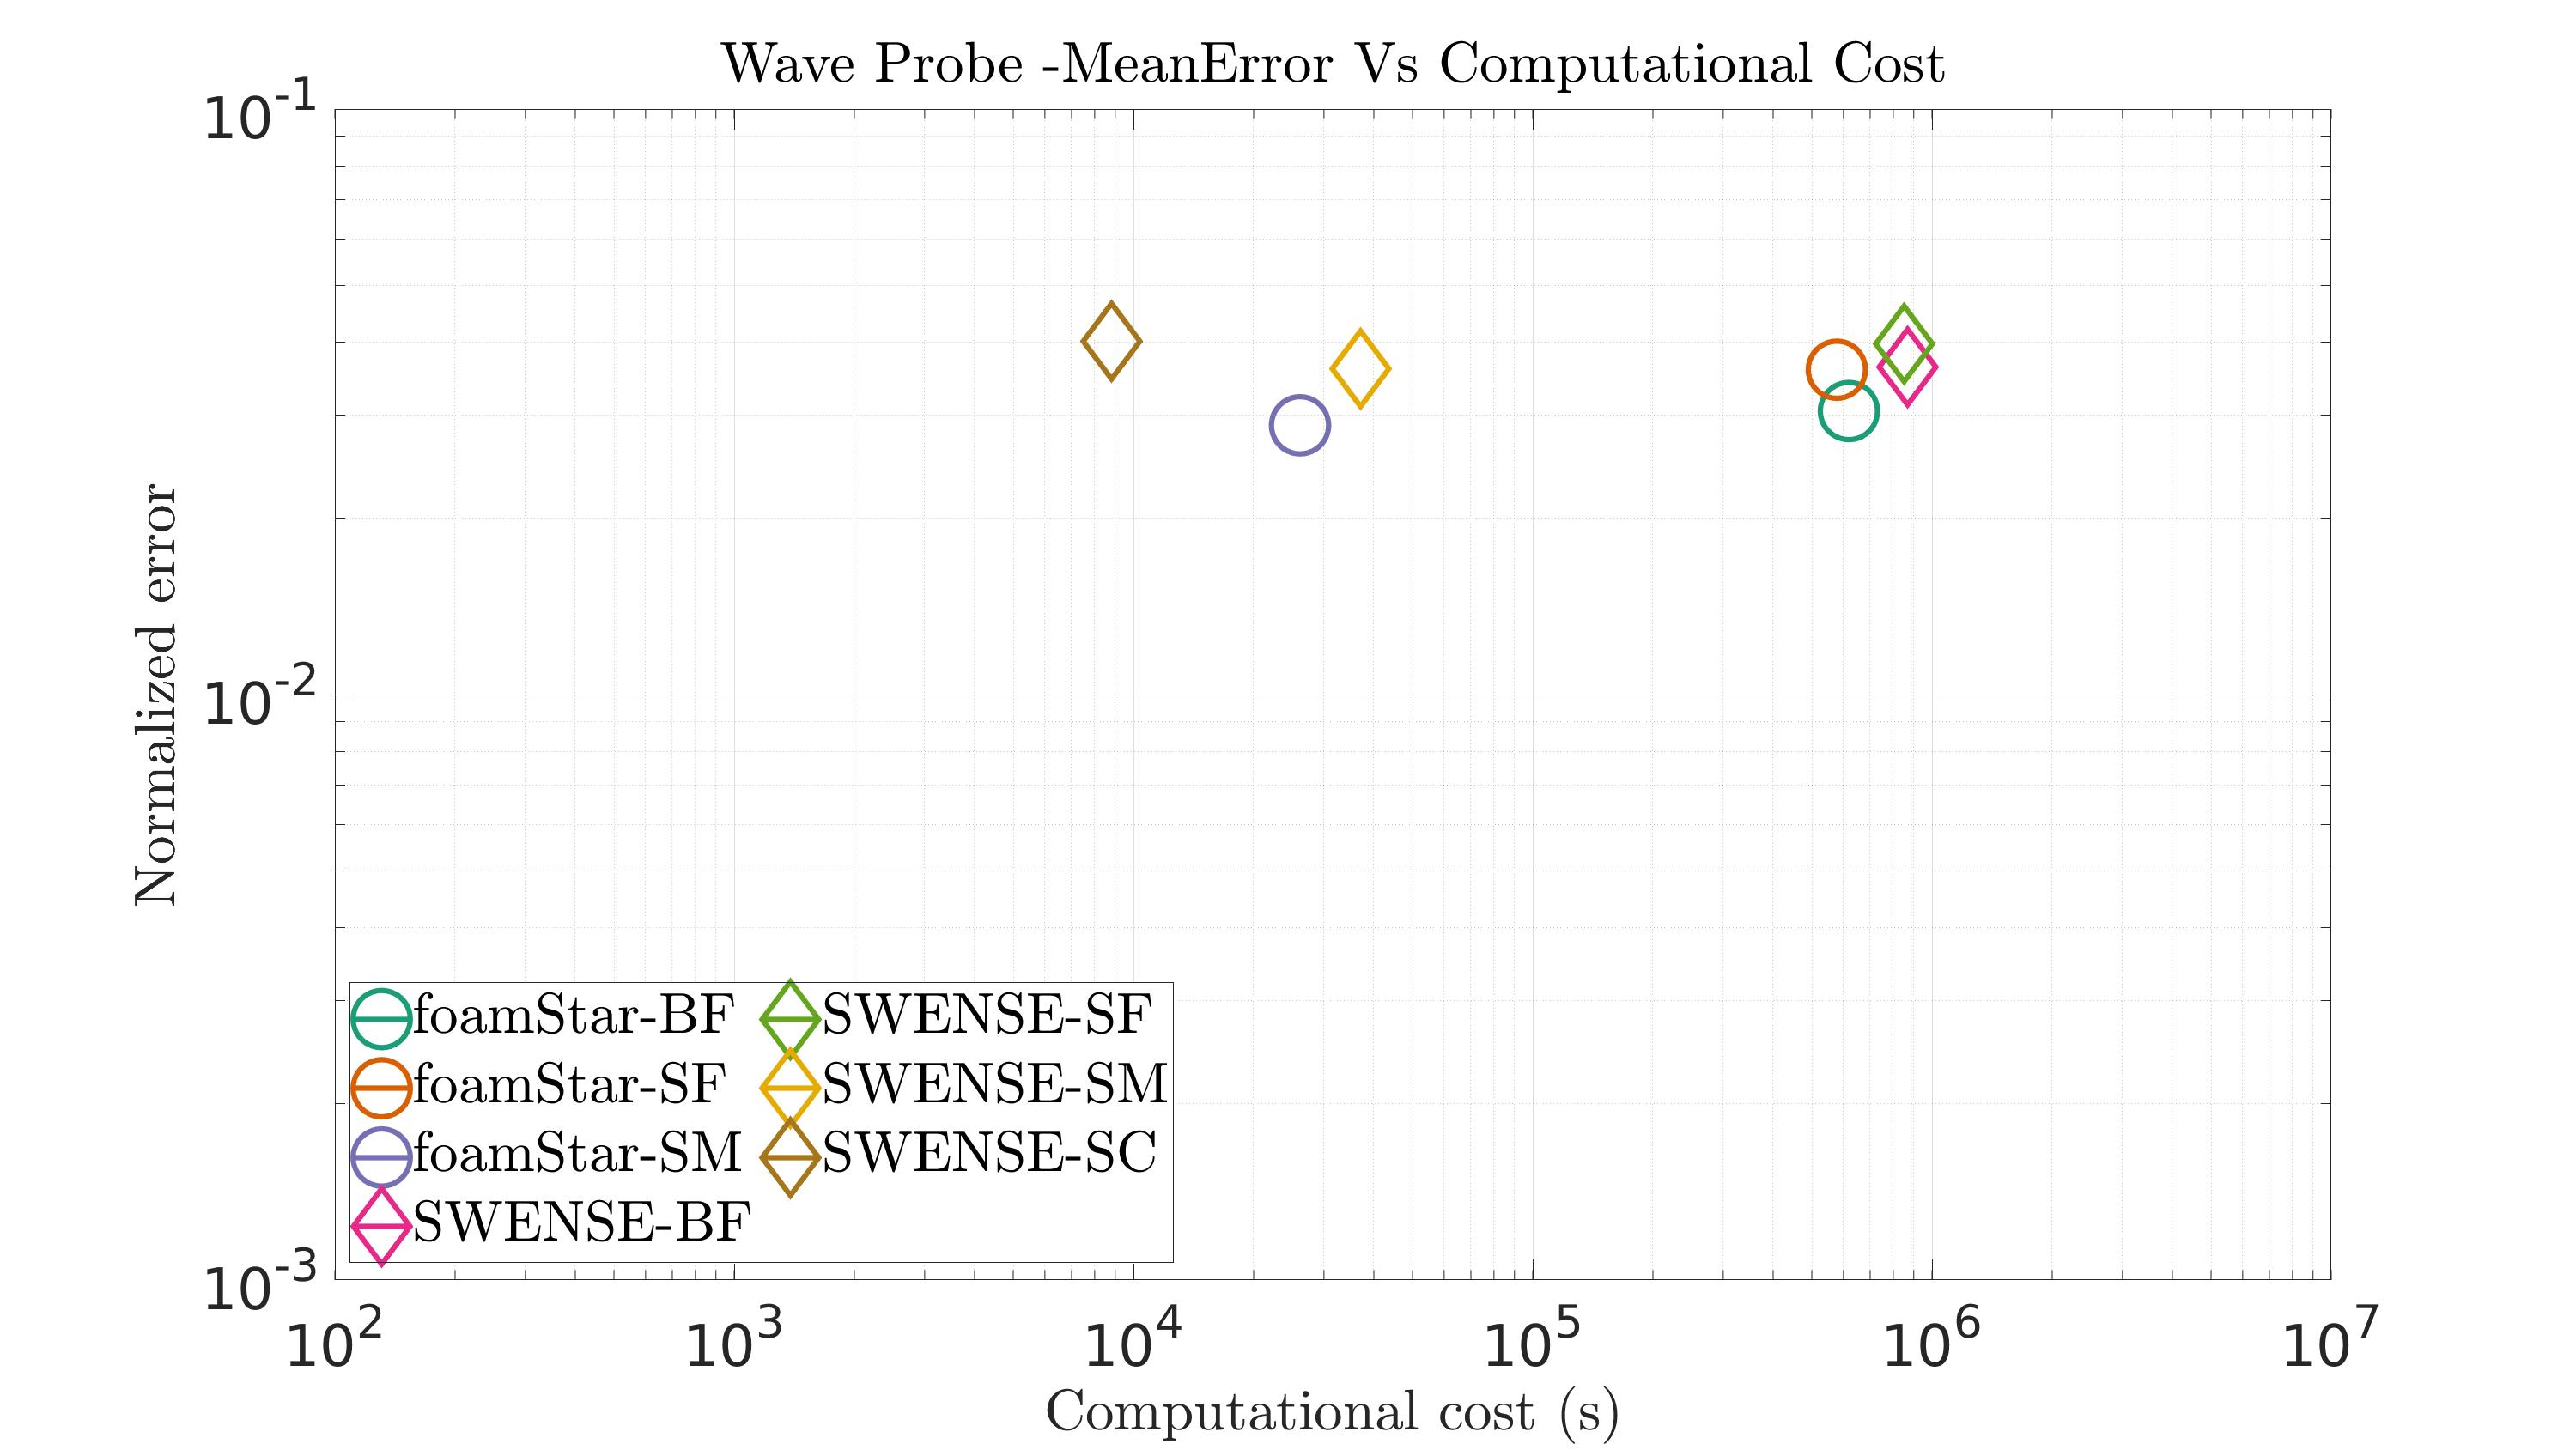 Wave Probe -MeanError Vs Computational Cost
10^-1
10^-2
10^-3
Normalized error
foamStar-BF
foamStar-SF
foamStar-SM
SWENSE-BF
SWENSE-SF
SWENSE-SM
SWENSE-SC
10^2 10^3 10^4 10^5 10^6 10^7
Computational cost (s)